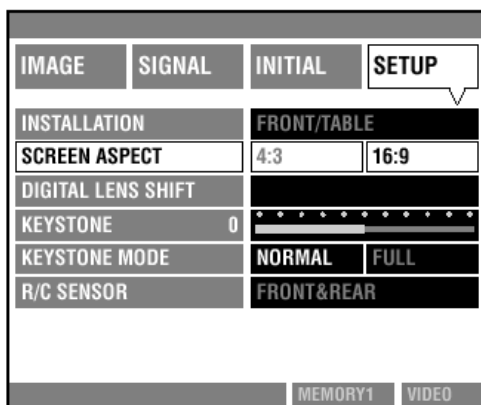 IMAGE SIGNAL INITIAL SETUP
INSTALLATION FRONT/TABLE
SCREEN ASPECT 4:3 16:9
DIGITAL LENS SHIFT
KEYSTONE 0
KEYSTONE MODE NORMAL FULL
R/C SENSOR FRONT&REAR
MEMORY1 VIDEO